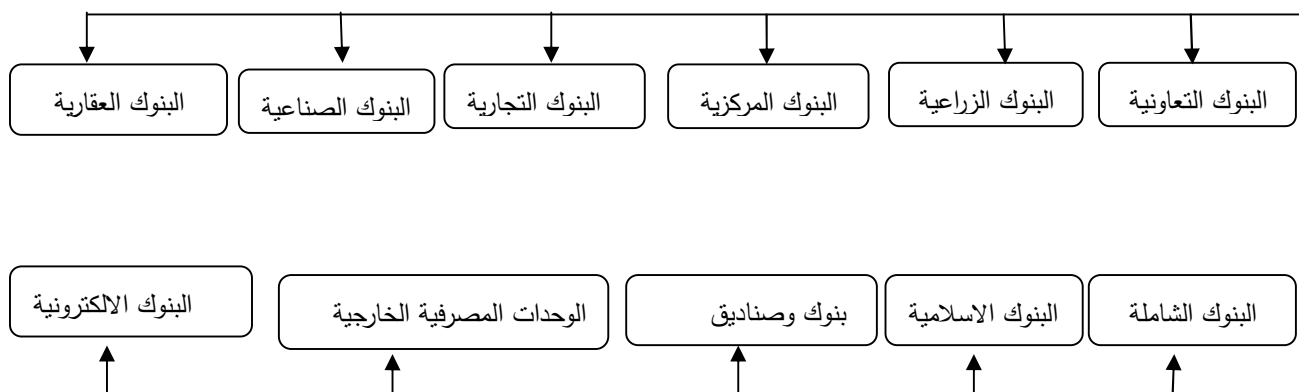 البنوك التعاونية
البنوك الزراعية
البنوك المركزية
البنوك التجارية
البنوك الصناعية
البنوك العقارية
البنوك الشاملة
البنوك الاسلامية
بنوك وصناديق
الوحدات المصرفية الخارجية
البنوك الالكترونية